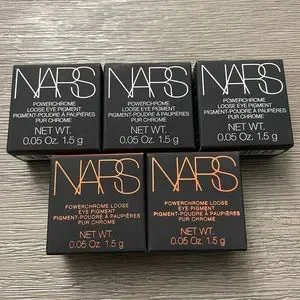 NARS NARS NARS
POWERCHROME POWERCHROME POWERCHROME
LOOSE EYE PIGMENT LOOSE EYE PIGMENT LOOSE EYE PIGMENT
PIGMENT-POUDRE À PAUPIÈRES PIGMENT-POUDRE À PAUPIÈRES PIGMENT-POUDRE À PAUPIÈRES
PUR CHROME PUR CHROME PUR CHROME
NET WT. NET WT. NET WT.
0.05 Oz. 1.5 g 0.05 Oz. 1.5 g 0.05 Oz. 1.5 g
NARS NARS
POWERCHROME LOOSE POWERCHROME LOOSE
EYE PIGMENT EYE PIGMENT
PIGMENT-POUDRE À PAUPIÈRES PIGMENT-POUDRE À PAUPIÈRES
PUR CHROME PUR CHROME
NET WT. NET WT.
0.05 Oz. 1.5 g 0.05 Oz. 1.5 g